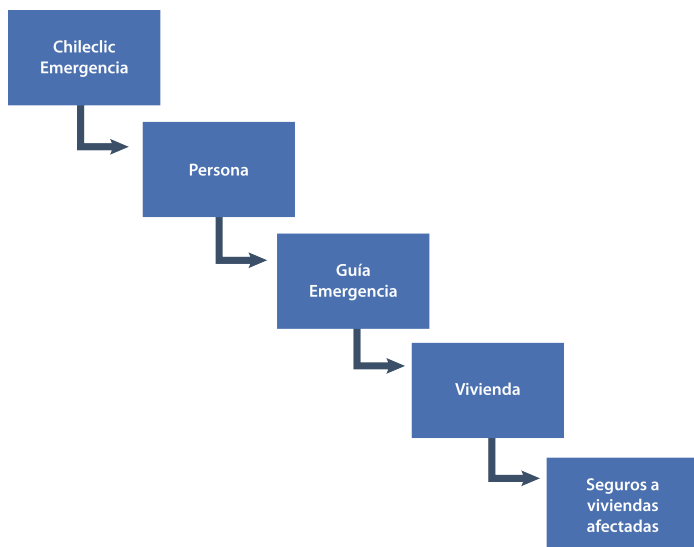 Chileclic
Emergencia
Persona
Guía
Emergencia
Vivienda
Seguros a
viviendas
afectadas